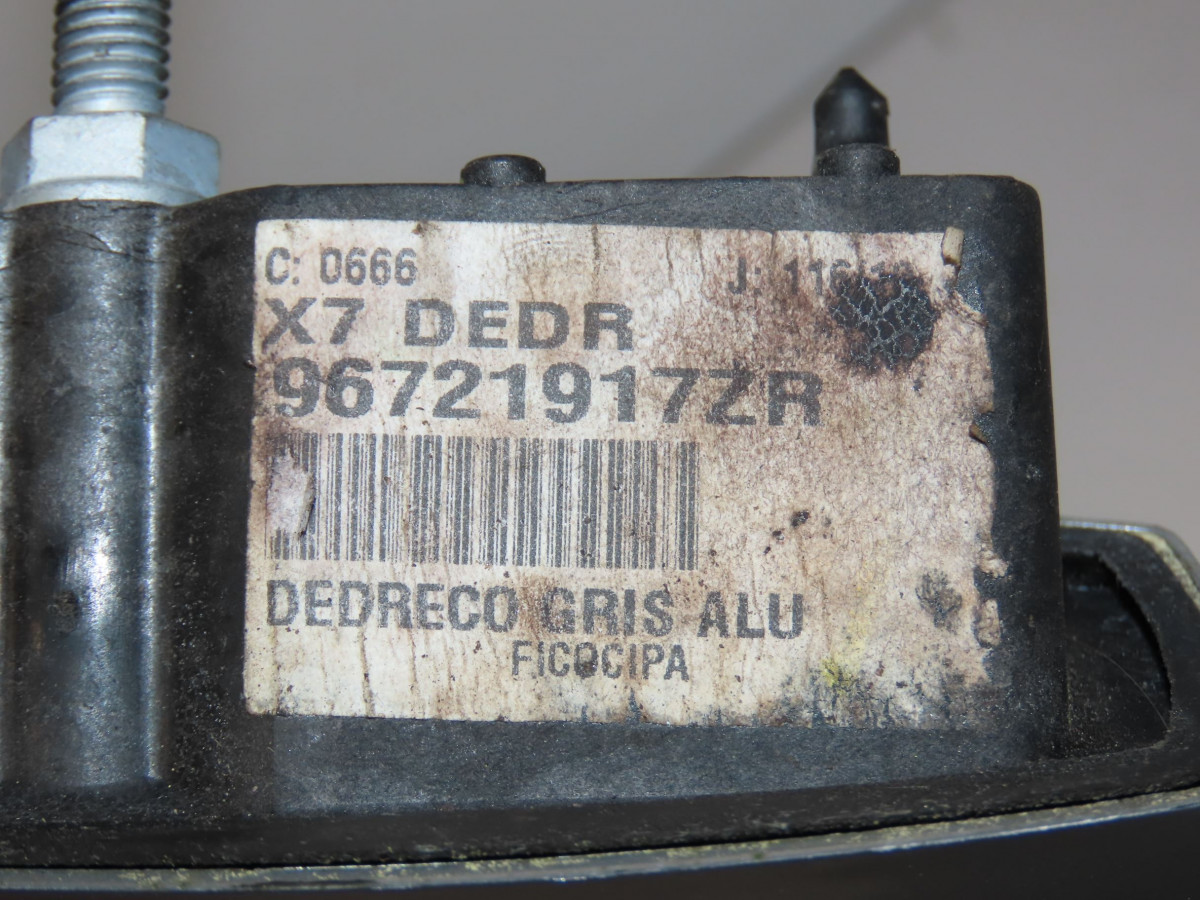 C: 0666 J:
X7 DEDR
96721917ZR
DEDRECO GRIS ALU
FICOCIPA